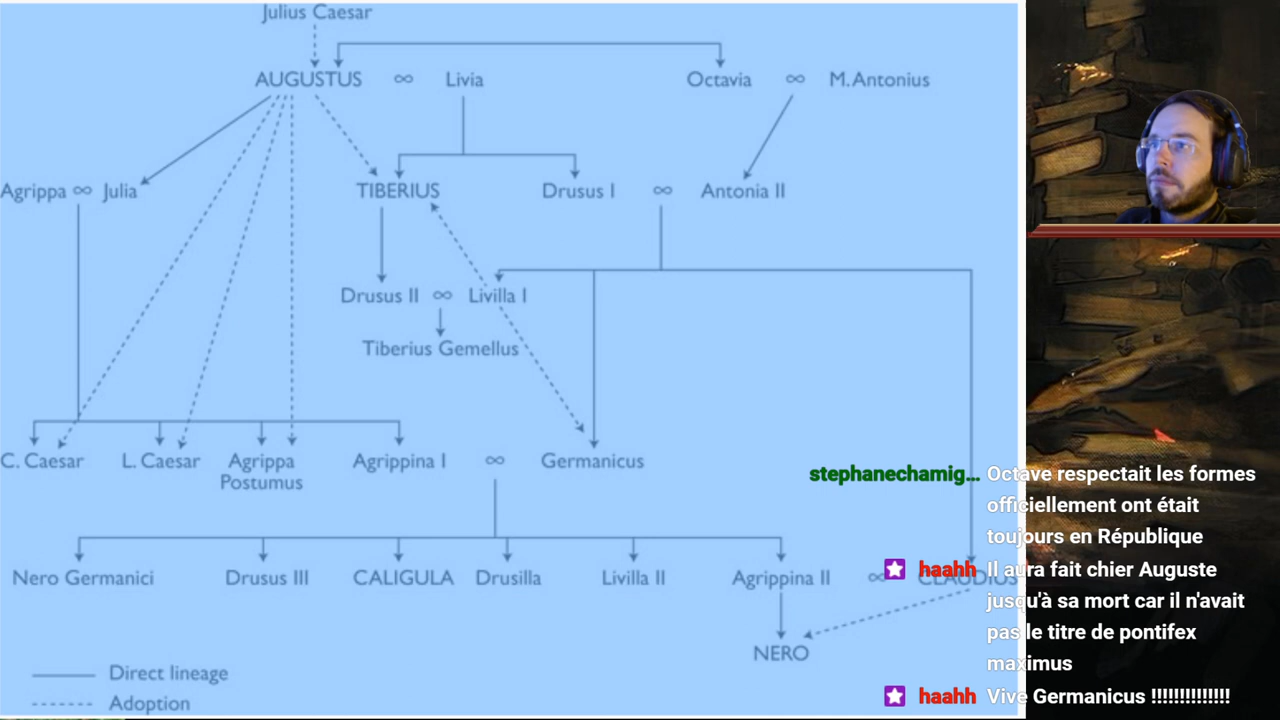 Julius Caesar
AUGUSTUS ∞ Livia Octavia ∞ M. Antonius
Agrippa ∞ Julia TIBERIUS Drusus I ∞ Antonia II
Drusus II ∞ Livilla I
Tiberius Gemellus
C. Caesar L. Caesar Agrippa Postumus Agrippina I ∞ Germanicus
Nero Germanici Drusus III CALIGULA Drusilla Livilla II Agrippina II ∞ CLAUDIUS
NERO
Direct lineage
Adoption
stephanechamig... Octave respectait les formes
officiellement ont était
toujours en République
haahh Il aura fait chier Auguste
jusqu'à sa mort car il n'avait
pas le titre de pontifex
maximus
haahh Vive Germanicus !!!!!!!!!!!!!!